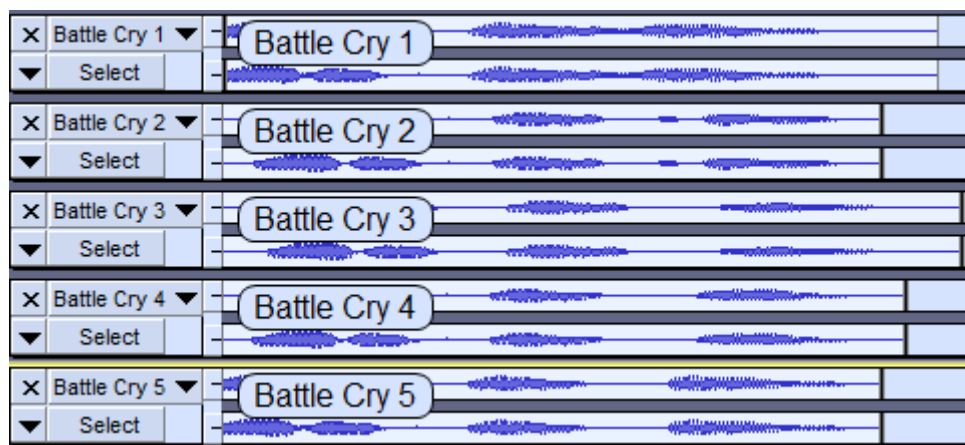 X Battle Cry 1 ▼ Battle Cry 1
▼ Select
X Battle Cry 2 ▼ Battle Cry 2
▼ Select
X Battle Cry 3 ▼ Battle Cry 3
▼ Select
X Battle Cry 4 ▼ Battle Cry 4
▼ Select
X Battle Cry 5 ▼ Battle Cry 5
▼ Select